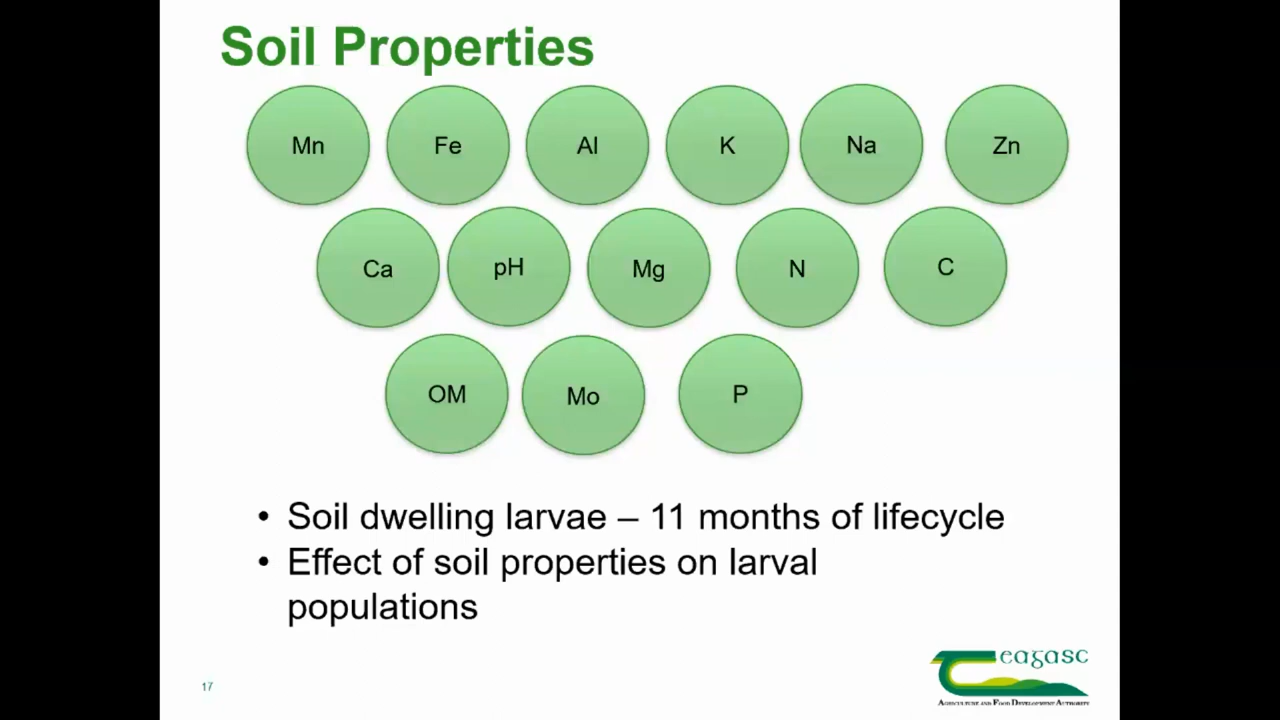 Soil Properties
Mn Fe Al K Na Zn
Ca pH Mg N C
OM Mo P
• Soil dwelling larvae – 11 months of lifecycle
• Effect of soil properties on larval
populations
eagasc
AGRICULTURE AND FOOD DEVELOPMENT AUTHORITY
17